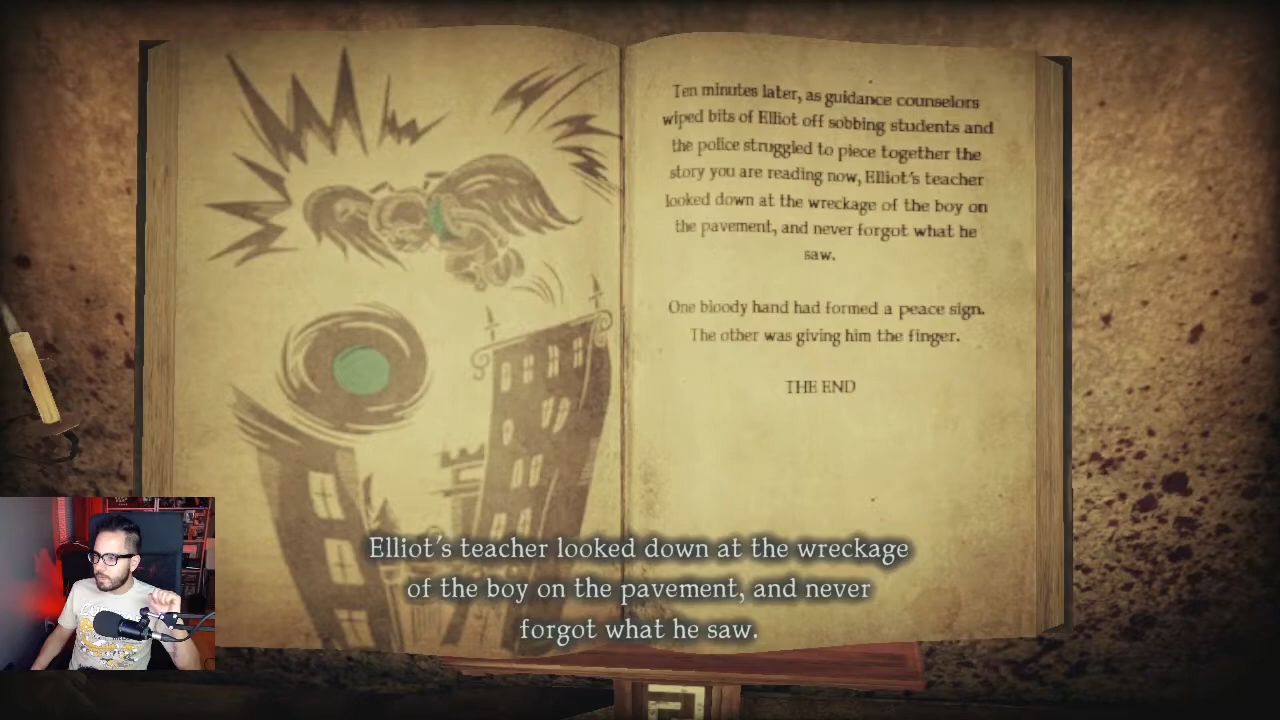 Ten minutes later, as guidance counselors
wiped bits of Elliot off sobbing students and
the police struggled to piece together the
story you are reading now, Elliot's teacher
looked down at the wreckage of the boy on
the pavement, and never forgot what he
saw.
One bloody hand had formed a peace sign.
The other was giving him the finger.
THE END
Elliot's teacher looked down at the wreckage
of the boy on the pavement, and never
forgot what he saw.